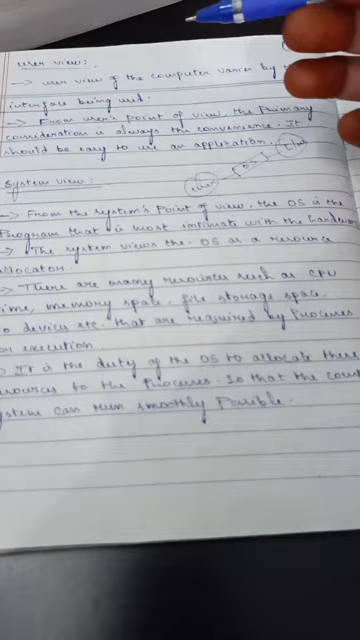 User view:
→ user view of the computer varies by
interface being used.
→ From user's point of view, the primary
consideration is always the convenience. It
should be easy to use an application.
user OS
System view:
→ From the system's point of view, the OS is the
Program that is most intimate with the hardware
→ The system views the OS as a resource
allocator.
→ There are many resources such as CPU
time, memory space, file storage space,
I/o devices etc. that are required by Process
for execution.
→ It is the duty of the OS to allocate these
resources to the Process. So that the comp
system can run smoothly Possible.